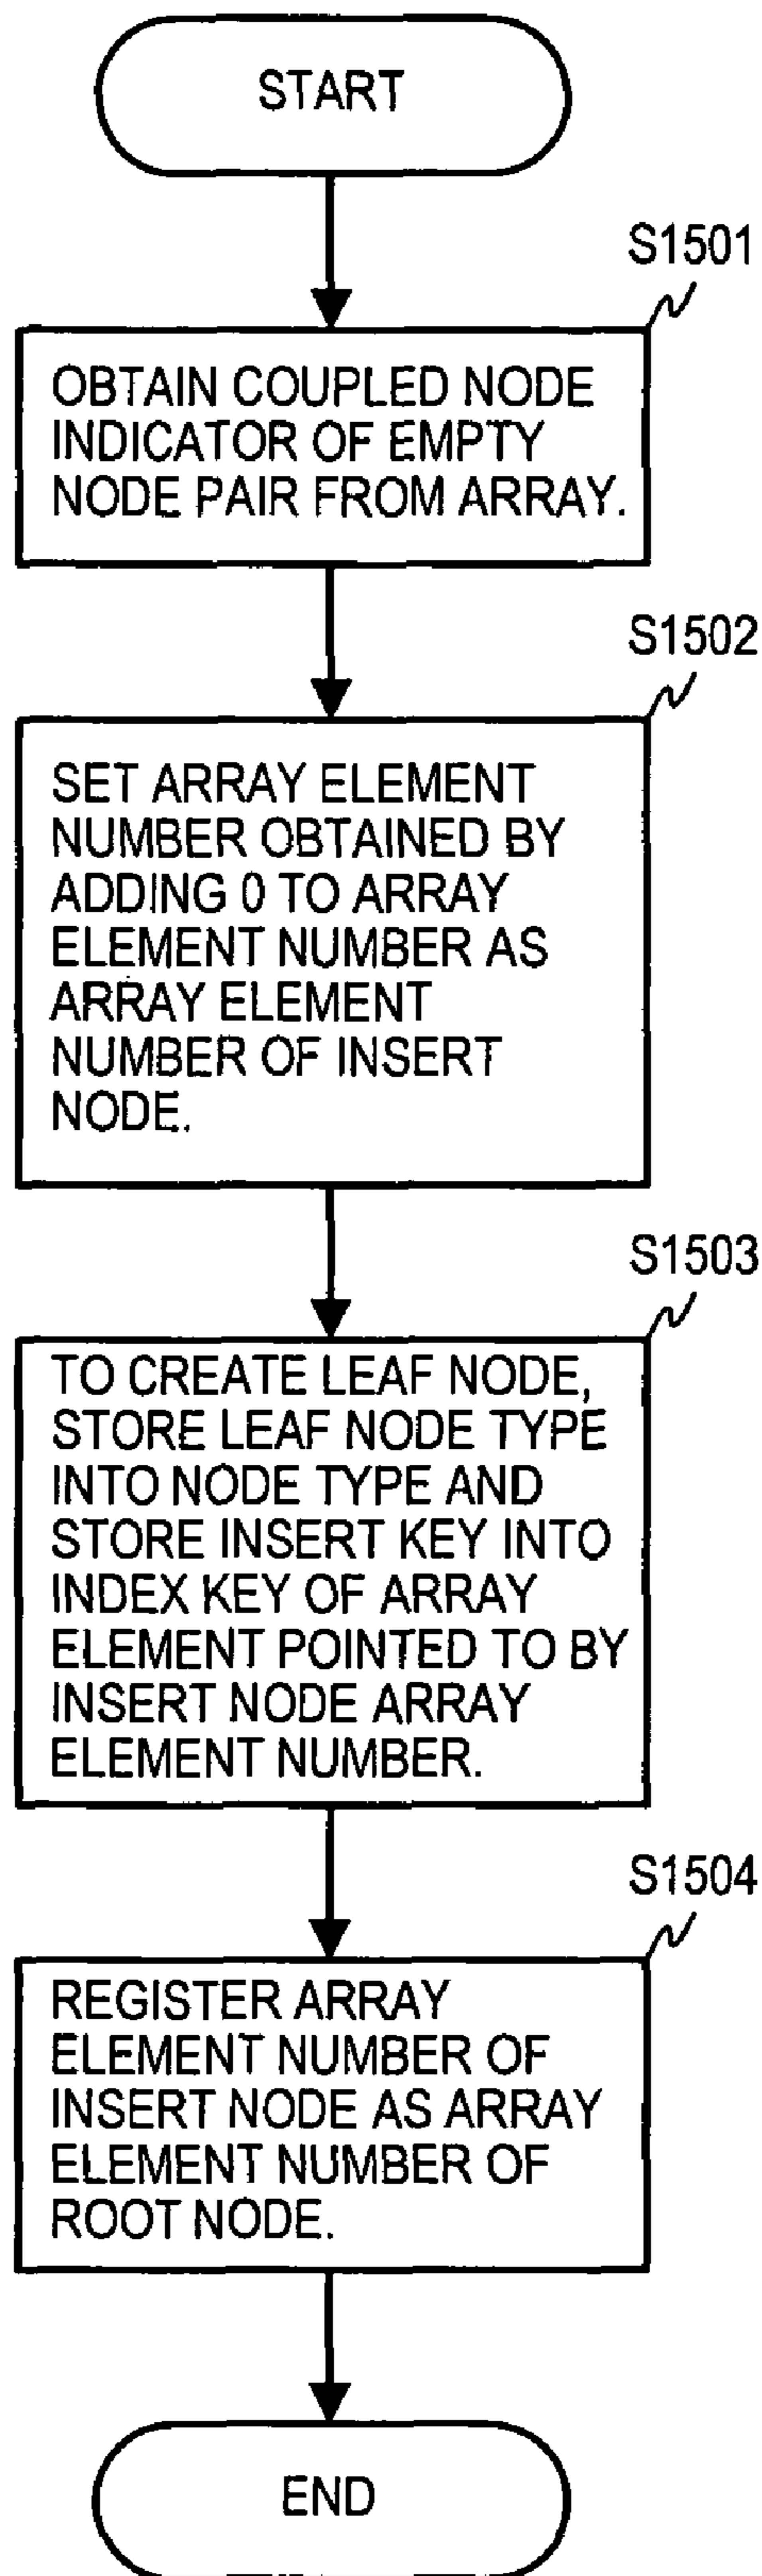 START
S1501
OBTAIN COUPLED NODE
INDICATOR OF EMPTY
NODE PAIR FROM ARRAY.
S1502
SET ARRAY ELEMENT
NUMBER OBTAINED BY
ADDING 0 TO ARRAY
ELEMENT NUMBER AS
ARRAY ELEMENT
NUMBER OF INSERT
NODE.
S1503
TO CREATE LEAF NODE,
STORE LEAF NODE TYPE
INTO NODE TYPE AND
STORE INSERT KEY INTO
INDEX KEY OF ARRAY
ELEMENT POINTED TO BY
INSERT NODE ARRAY
ELEMENT NUMBER.
S1504
REGISTER ARRAY
ELEMENT NUMBER OF
INSERT NODE AS ARRAY
ELEMENT NUMBER OF
ROOT NODE.
END